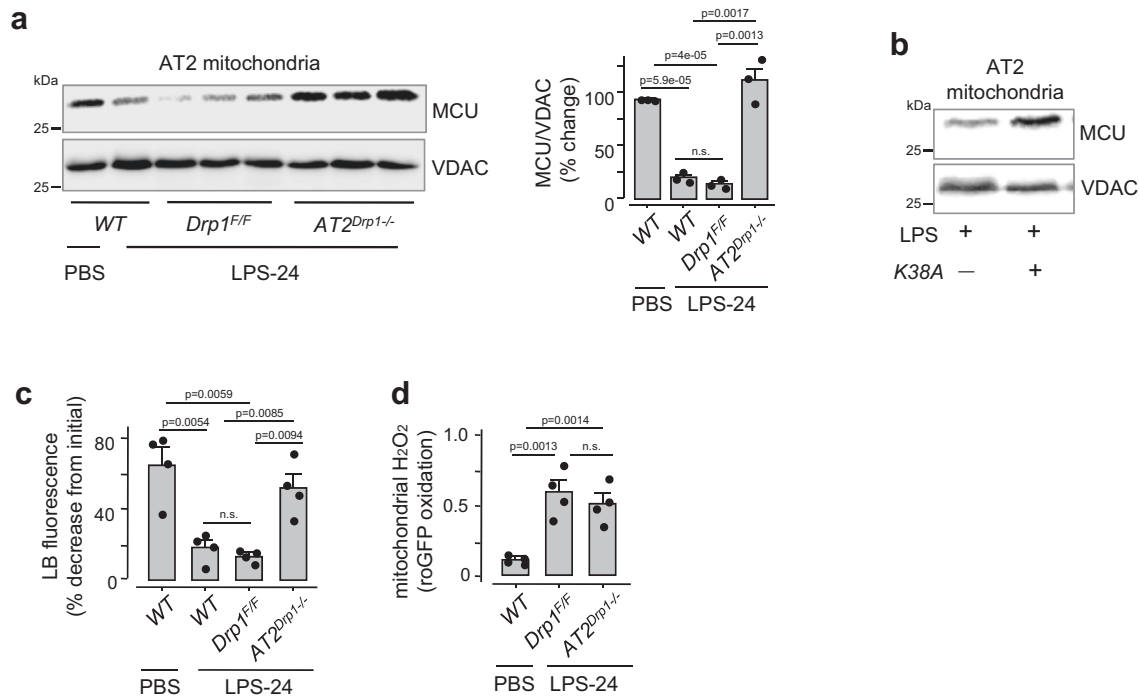 a
AT2 mitochondria
kDa
MCU
25
VDAC
25
WT Drp1F/F AT2Drp1-/-
PBS LPS-24
p=0.0017
p=0.0013
p=4e-05
p=5.9e-05
n.s.
MCU/VDAC
(% change)
100
50
0
WT WT Drp1F/F AT2Drp1-/-
PBS LPS-24
b
AT2
mitochondria
kDa
MCU
25
VDAC
25
LPS + +
K38A — +
c
p=0.0059
p=0.0085
p=0.0054
p=0.0094
n.s.
LB fluorescence
(% decrease from initial)
80
40
0
WT WT Drp1F/F AT2Drp1-/-
PBS LPS-24
d
p=0.0014
p=0.0013 n.s.
mitochondrial H2O2
(roGFP oxidation)
1.0
0.5
0
WT Drp1F/F AT2Drp1-/-
PBS LPS-24